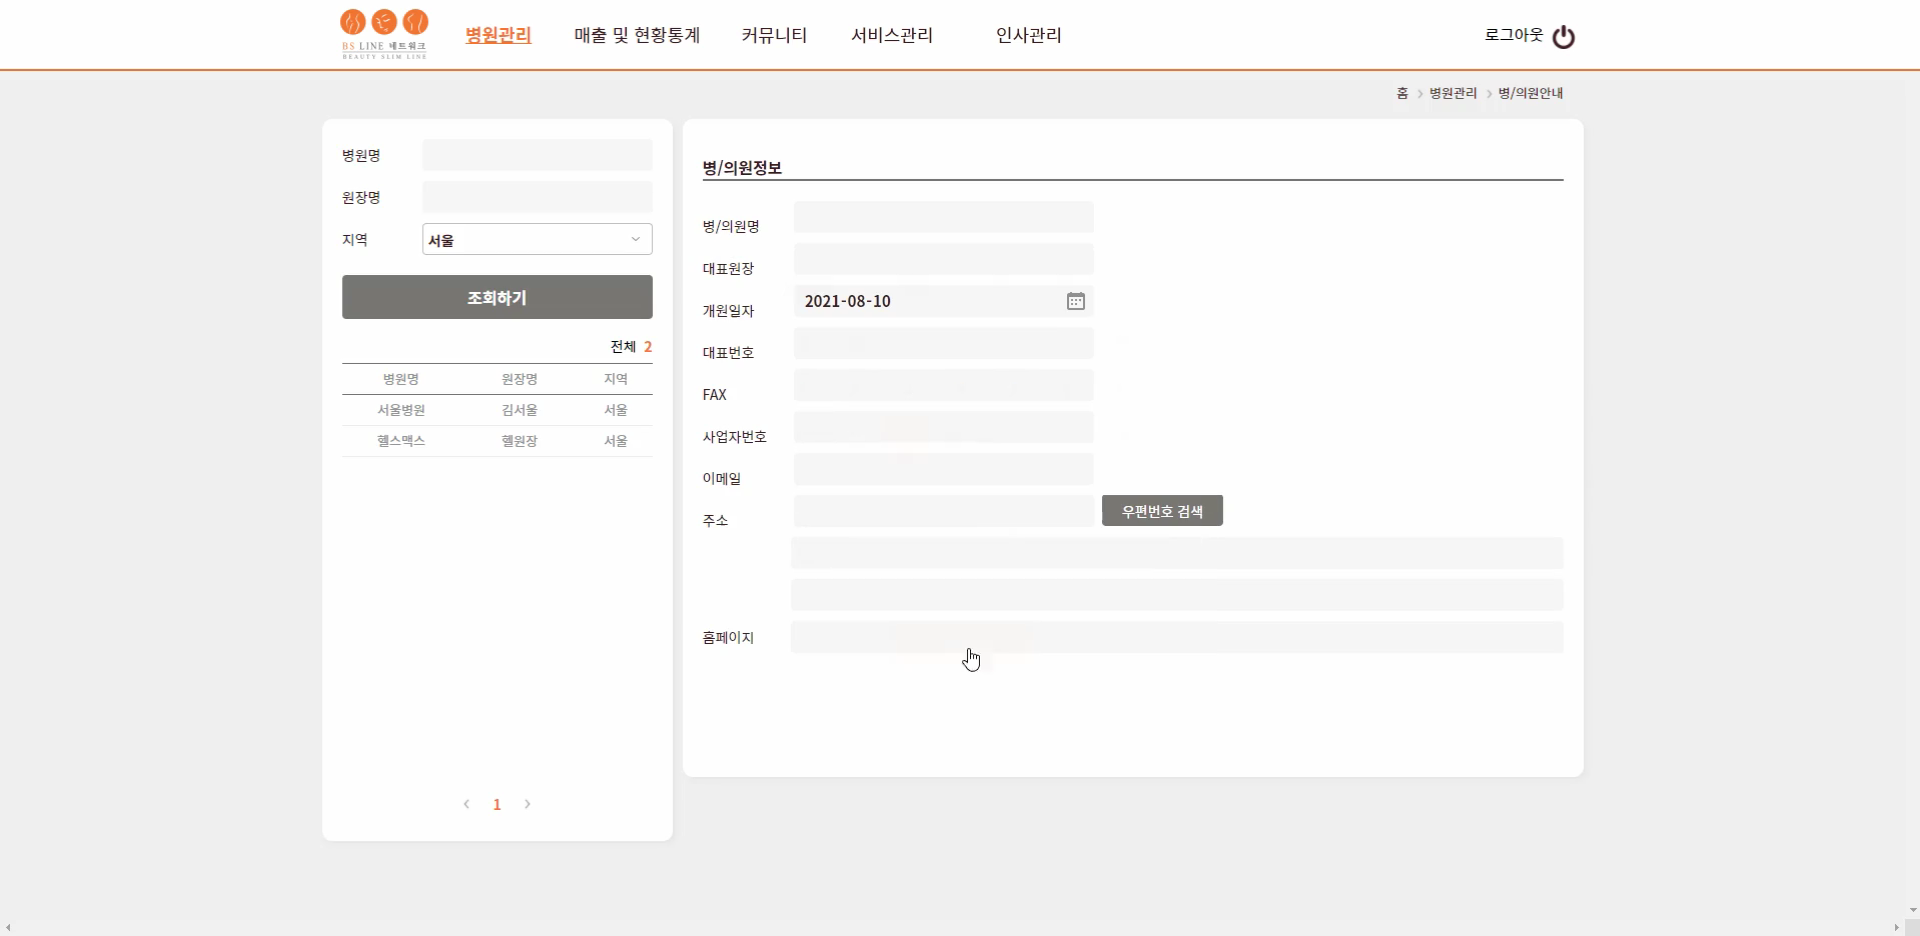 BS LINE 네트워크
BEAUTY SLIM LINE
병원관리 매출 및 현황통계 커뮤니티 서비스관리 인사관리 로그아웃
홈 > 병원관리 > 병/의원안내
병원명
원장명
지역 서울
조회하기
전체 2
병원명 원장명 지역
서울병원 김서울 서울
헬스맥스 헬원장 서울
< 1 >
병/의원정보
병/의원명
대표원장
개원일자 2021-08-10
대표번호
FAX
사업자번호
이메일
주소 우편번호 검색
홈페이지